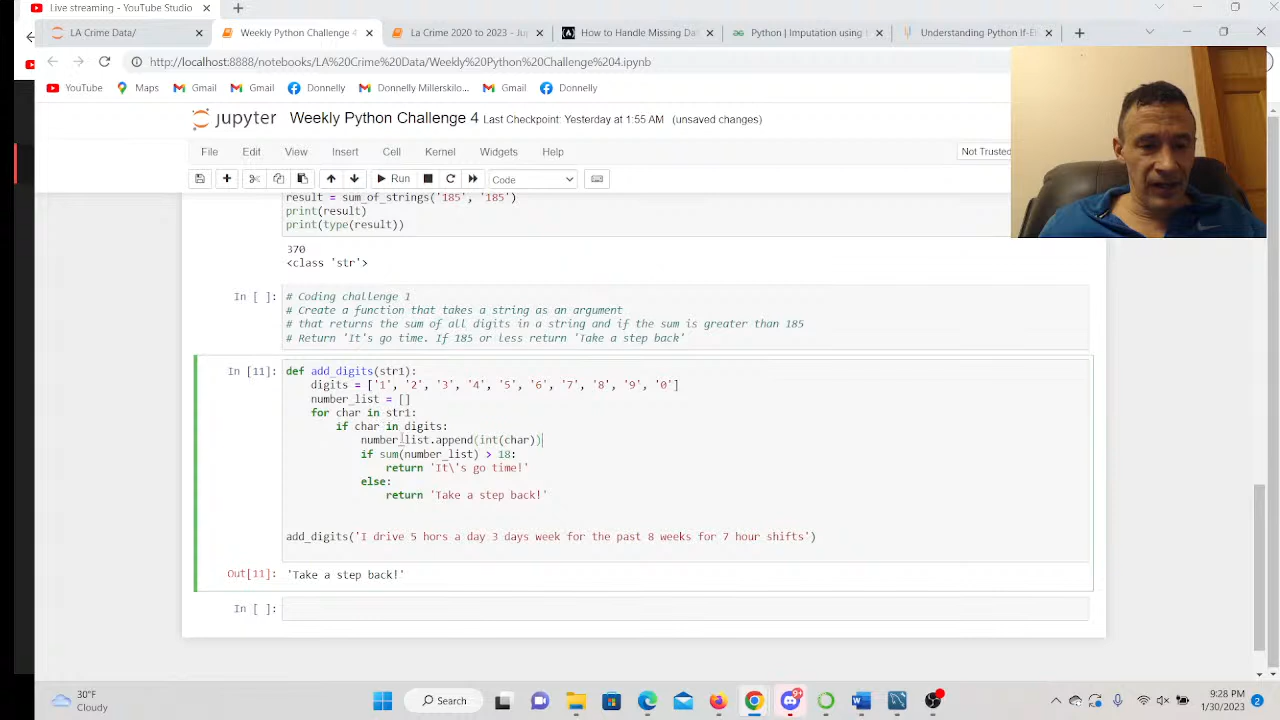 Live streaming - YouTube Studio
LA Crime Data/
Weekly Python Challenge 4
La Crime 2020 to 2023 - Jup
How to Handle Missing Da
Python | Imputation using
Understanding Python If-El
http://localhost:8888/notebooks/LA%20Crime%20Data/Weekly%20Python%20Challenge%204.ipynb
YouTube
Maps
Gmail
Gmail
Donnelly
Donnelly Millerskilo...
Gmail
Donnelly
jupyter Weekly Python Challenge 4 Last Checkpoint: Yesterday at 1:55 AM (unsaved changes)
File Edit View Insert Cell Kernel Widgets Help
Not Trusted
Run
Code
result = sum_of_strings('185', '185')
print(result)
print(type(result))
370
<class 'str'>
In [ ]:
# Coding challenge 1
# Create a function that takes a string as an argument
# that returns the sum of all digits in a string and if the sum is greater than 185
# Return 'It's go time. If 185 or less return 'Take a step back'
In [11]:
def add_digits(str1):
digits = ['1', '2', '3', '4', '5', '6', '7', '8', '9', '0']
number_list = []
for char in str1:
if char in digits:
number_list.append(int(char))
if sum(number_list) > 18:
return 'It\'s go time!'
else:
return 'Take a step back!'
add_digits('I drive 5 hors a day 3 days week for the past 8 weeks for 7 hour shifts')
Out[11]: 'Take a step back!'
In [ ]:
30°F
Cloudy
Search
9:28 PM
1/30/2023
2